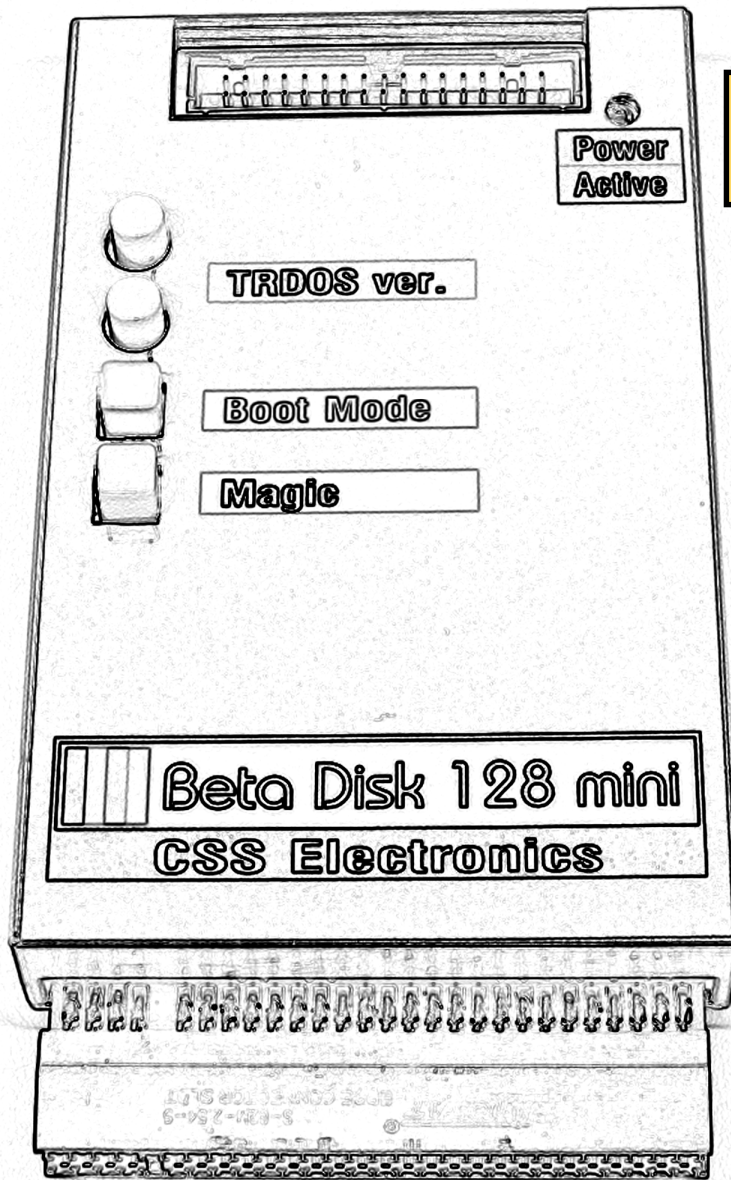 Power
Active
TRDOS ver.
Boot Mode
Magic
Beta Disk 128 mini
CSS Electronics